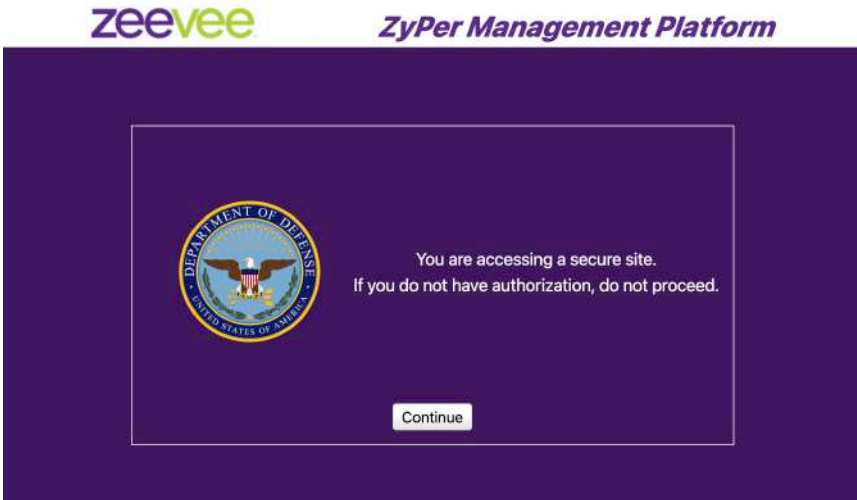 zeevee
ZyPer Management Platform
DEPARTMENT OF DEFENSE
UNITED STATES OF AMERICA
You are accessing a secure site.
If you do not have authorization, do not proceed.
Continue